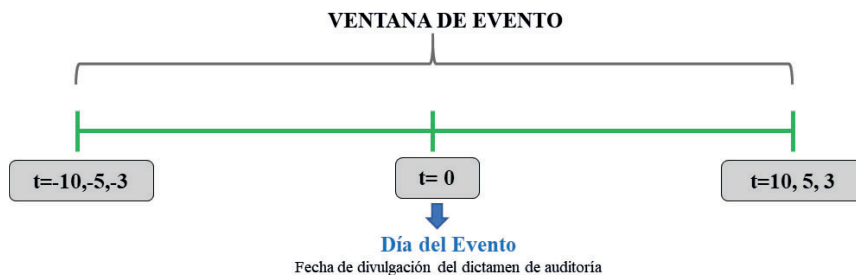 VENTANA DE EVENTO
t=-10,-5,-3
t= 0
t=10, 5, 3
Día del Evento
Fecha de divulgación del dictamen de auditoría